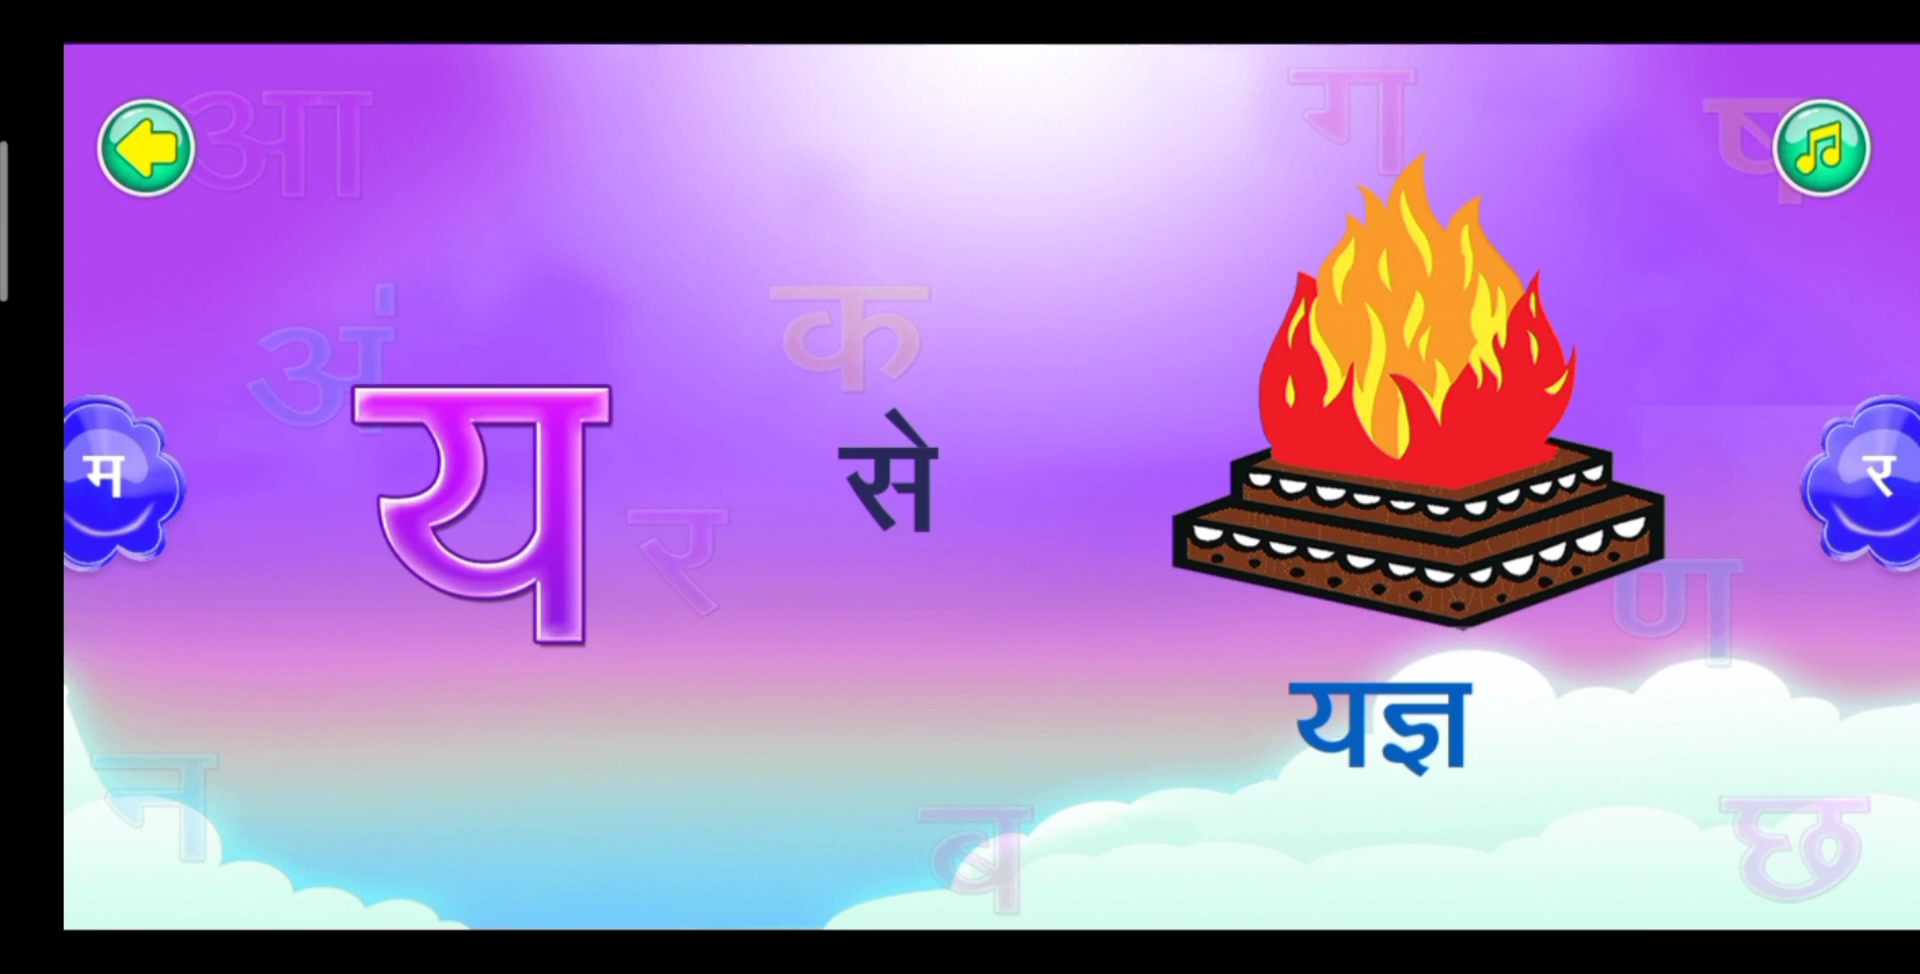 आ
ग
ष
अं
क
म
य
से
र
र
ण
यज्ञ
न
ब
छ